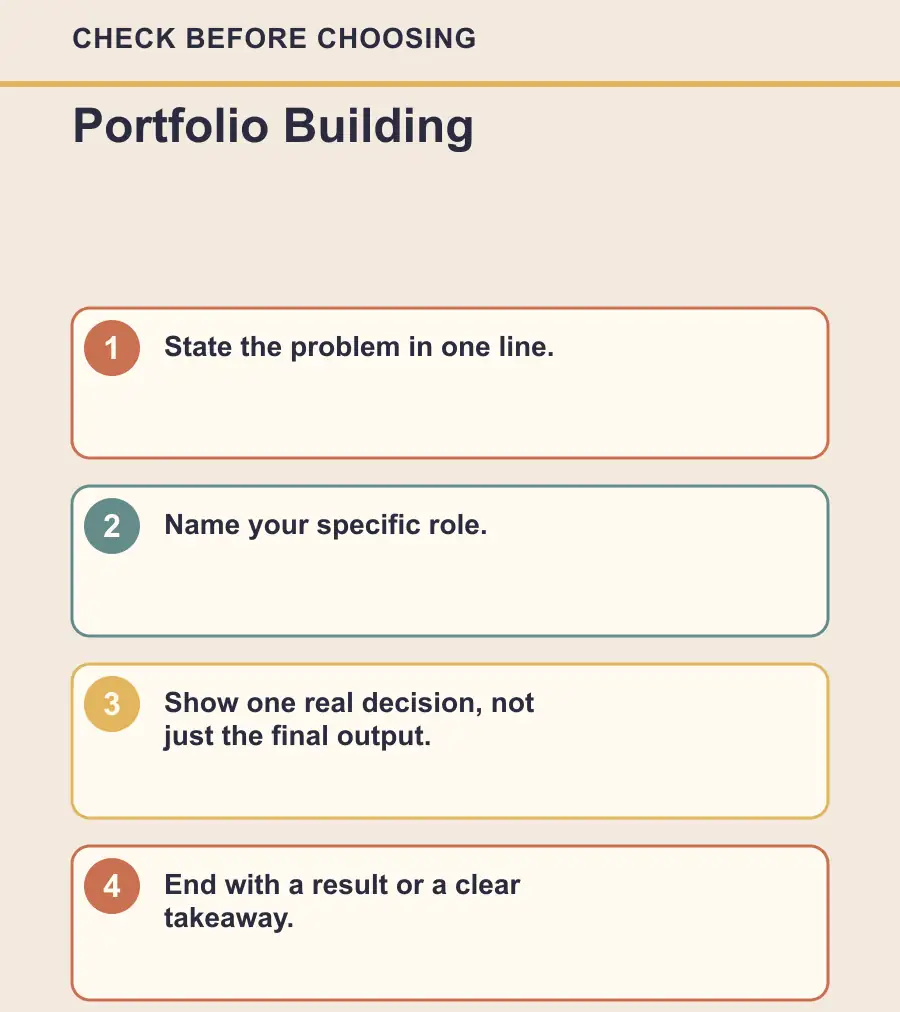 CHECK BEFORE CHOOSING
Portfolio Building
1
State the problem in one line.
2
Name your specific role.
3
Show one real decision, not
just the final output.
4
End with a result or a clear
takeaway.